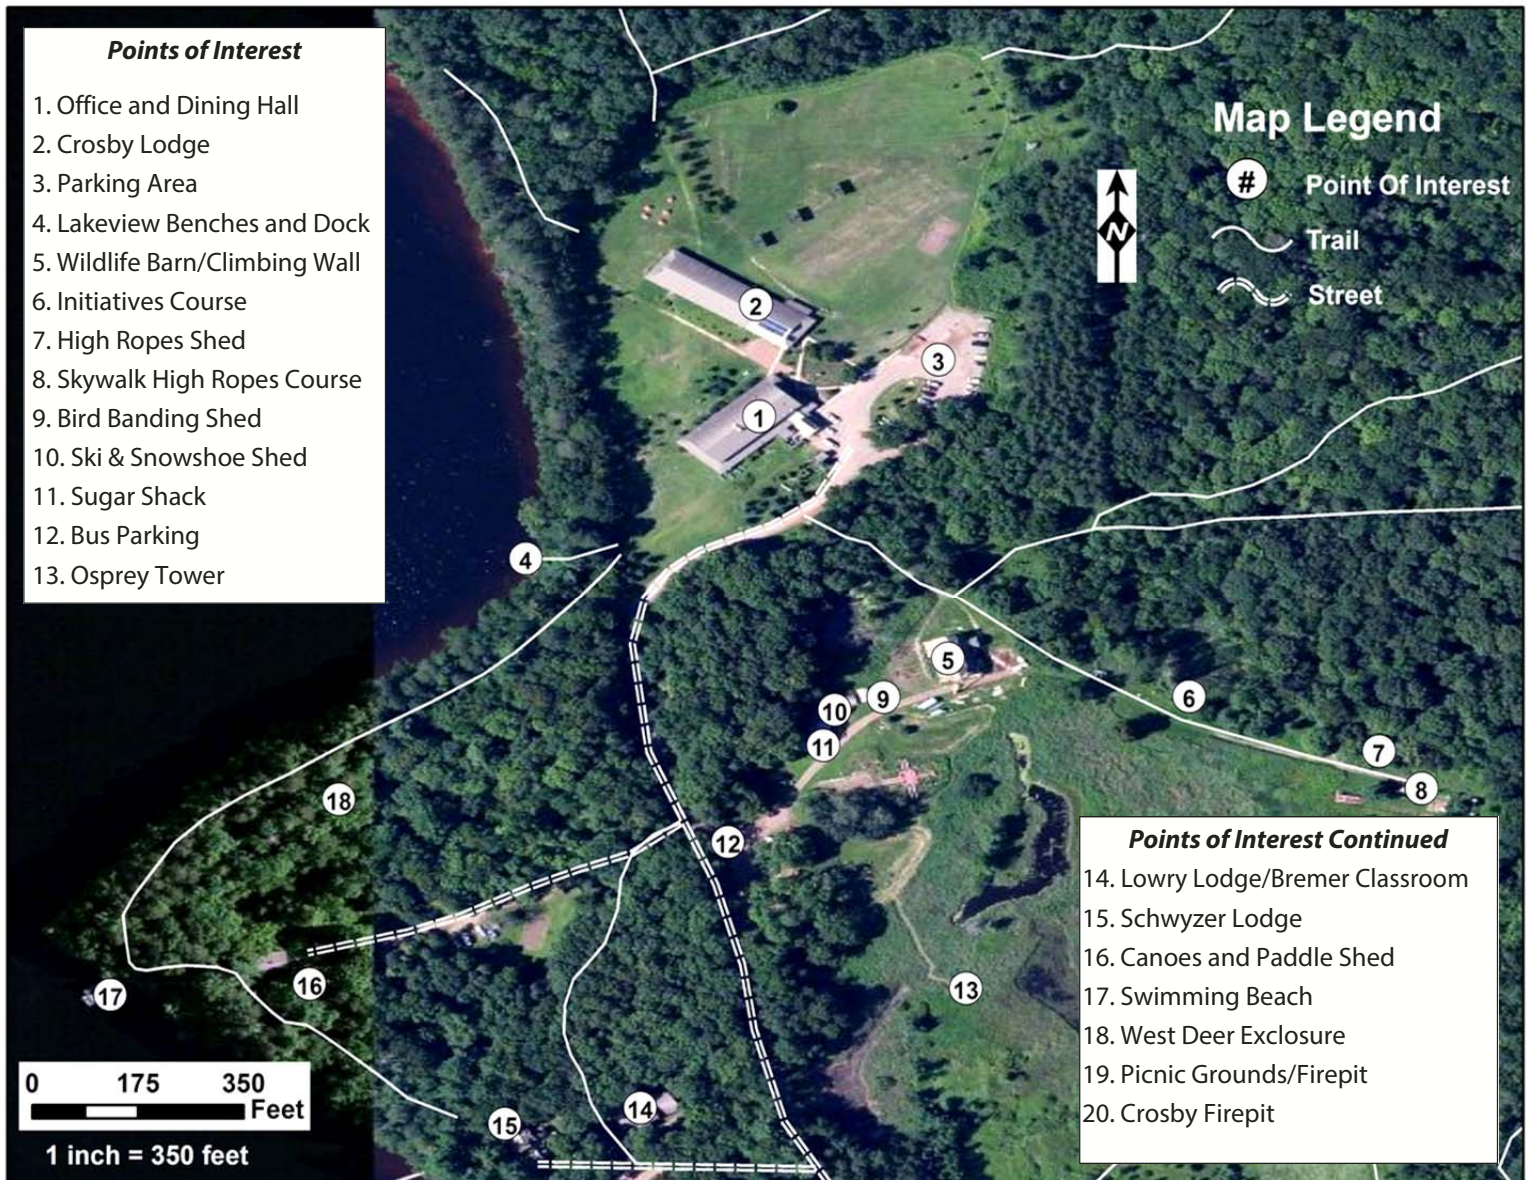 Points of Interest
1. Office and Dining Hall
2. Crosby Lodge
3. Parking Area
4. Lakeview Benches and Dock
5. Wildlife Barn/Climbing Wall
6. Initiatives Course
7. High Ropes Shed
8. Skywalk High Ropes Course
9. Bird Banding Shed
10. Ski & Snowshoe Shed
11. Sugar Shack
12. Bus Parking
13. Osprey Tower
Map Legend
# Point Of Interest
N
Trail
Street
2
3
1
4
5
6
9
10
11
7
8
18
12
16
13
17
14
15
Points of Interest Continued
14. Lowry Lodge/Bremer Classroom
15. Schwyzer Lodge
16. Canoes and Paddle Shed
17. Swimming Beach
18. West Deer Exclosure
19. Picnic Grounds/Firepit
20. Crosby Firepit
0 175 350
Feet
1 inch = 350 feet